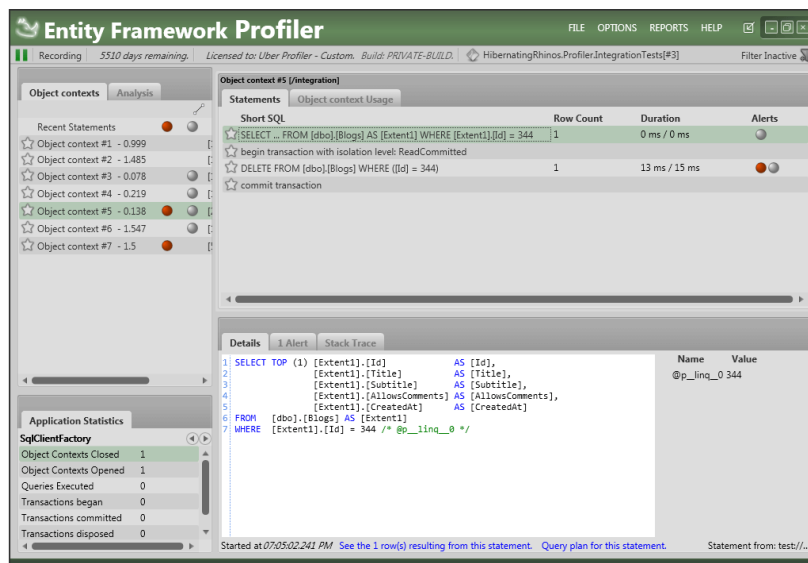 Entity Framework Profiler
FILE OPTIONS REPORTS HELP
Recording 5510 days remaining. Licensed to: Uber Profiler - Custom. Build: PRIVATE-BUILD. HibernatingRhinos.Profiler.IntegrationTests[#3] Filter Inactive
Object contexts Analysis
Recent Statements
Object context #1 - 0.999 [
Object context #2 - 1.485 [
Object context #3 - 0.078 [
Object context #4 - 0.219 [
Object context #5 - 0.138 [
Object context #6 - 1.547 [
Object context #7 - 1.5 [
Object context #5 [/integration]
Statements Object context Usage
Short SQL Row Count Duration Alerts
SELECT ... FROM [dbo].[Blogs] AS [Extent1] WHERE [Extent1].[Id] = 344 1 0 ms / 0 ms
begin transaction with isolation level: ReadCommitted
DELETE FROM [dbo].[Blogs] WHERE ([Id] = 344) 1 13 ms / 15 ms
commit transaction
Details 1 Alert Stack Trace
1 SELECT TOP (1) [Extent1].[Id] AS [Id],
2 [Extent1].[Title] AS [Title],
3 [Extent1].[Subtitle] AS [Subtitle],
4 [Extent1].[AllowsComments] AS [AllowsComments],
5 [Extent1].[CreatedAt] AS [CreatedAt]
6 FROM [dbo].[Blogs] AS [Extent1]
7 WHERE [Extent1].[Id] = 344 /* @p__linq__0 */
Name Value
@p__linq__0 344
Application Statistics
SqlClientFactory
Object Contexts Closed 1
Object Contexts Opened 1
Queries Executed 0
Transactions began 0
Transactions committed 0
Transactions disposed 0
Started at 07:05:02.241 PM See the 1 row(s) resulting from this statement. Query plan for this statement. Statement from: test://...